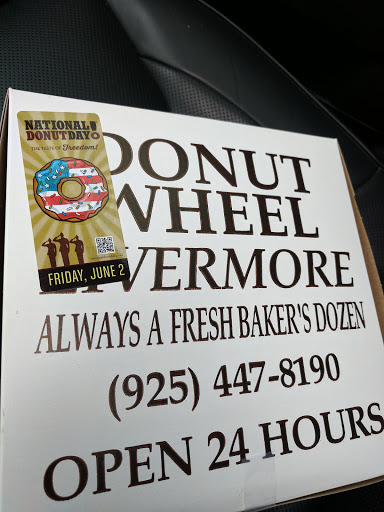 NATIONAL
DONUT DAY!
THE TASTE OF Freedom!
FRIDAY, JUNE 2
DONUT
WHEEL
LIVERMORE
ALWAYS A FRESH BAKER'S DOZEN
(925) 447-8190
OPEN 24 HOURS